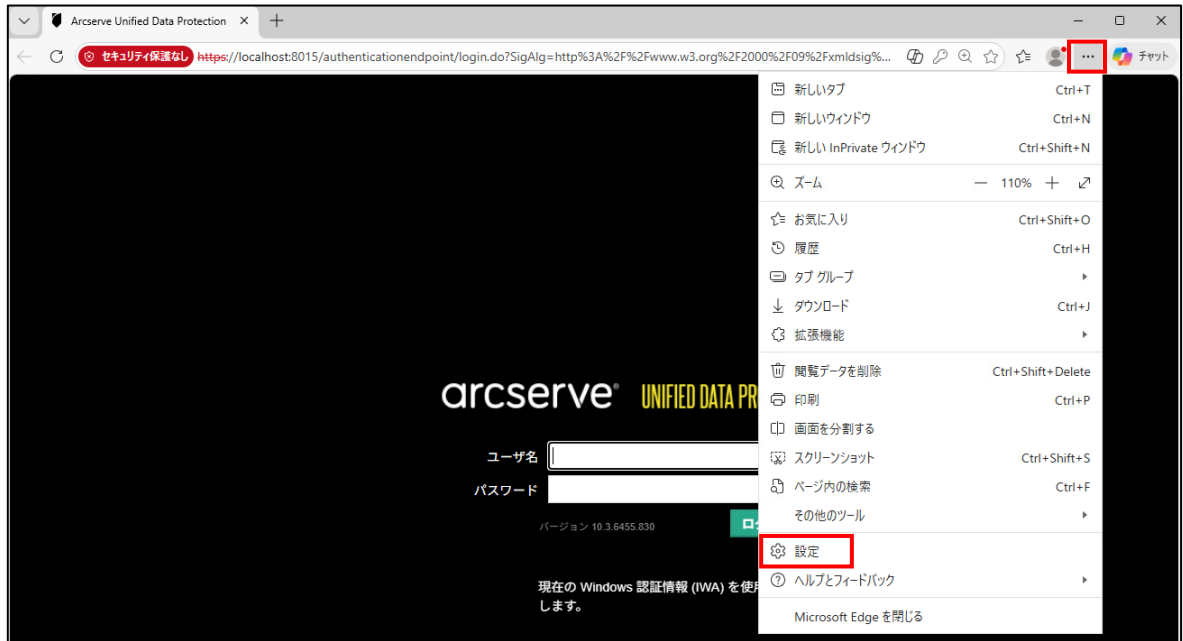 Arcserve Unified Data Protection
セキュリティ保護なし https://localhost:8015/authenticationendpoint/login.do?SigAlg=http%3A%2F%2Fwww.w3.org%2F2000%2F09%2Fxmldsig%... チャット
新しいタブ Ctrl+T
新しいウィンドウ Ctrl+N
新しい InPrivate ウィンドウ Ctrl+Shift+N
ズーム 110%
お気に入り Ctrl+Shift+O
履歴 Ctrl+H
タブ グループ
ダウンロード Ctrl+J
拡張機能
閲覧データを削除 Ctrl+Shift+Delete
印刷 Ctrl+P
画面を分割する
スクリーンショット Ctrl+Shift+S
ページ内の検索 Ctrl+F
その他のツール
設定
ヘルプとフィードバック
Microsoft Edge を閉じる
arcserve® UNIFIED DATA PR
ユーザ名
パスワード
バージョン 10.3.6455.830
現在の Windows 認証情報 (IWA) を使
します。